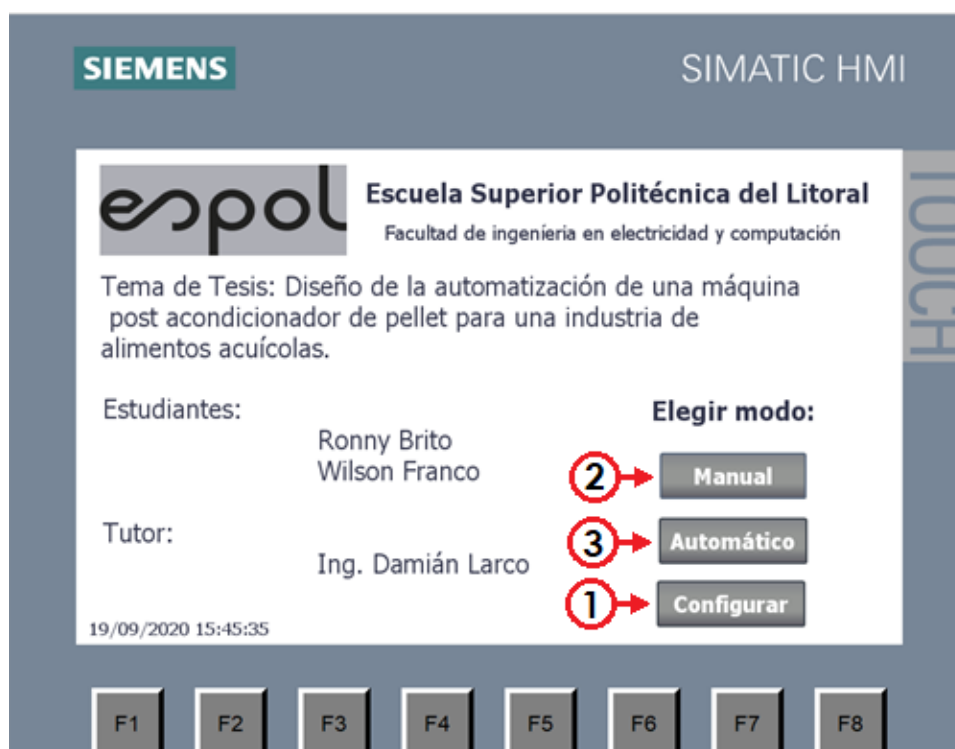 SIEMENS
SIMATIC HMI
TOUCH
espol
Escuela Superior Politécnica del Litoral
Facultad de ingenieria en electricidad y computación
Tema de Tesis: Diseño de la automatización de una máquina
post acondicionador de pellet para una industria de
alimentos acuícolas.
Estudiantes:
Ronny Brito
Wilson Franco
Tutor:
Ing. Damián Larco
Elegir modo:
2 Manual
3 Automático
1 Configurar
19/09/2020 15:45:35
F1 F2 F3 F4 F5 F6 F7 F8